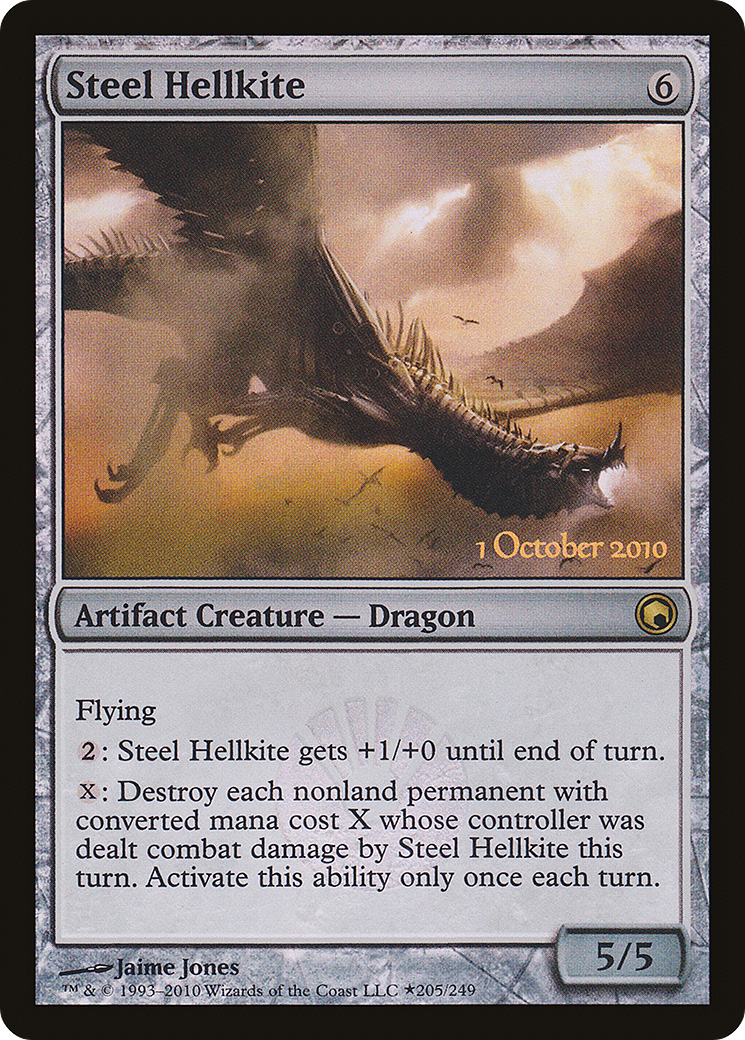 Steel Hellkite 6
1 October 2010
Artifact Creature — Dragon
Flying
2: Steel Hellkite gets +1/+0 until end of turn.
X: Destroy each nonland permanent with
converted mana cost X whose controller was
dealt combat damage by Steel Hellkite this
turn. Activate this ability only once each turn.
5/5
Jaime Jones
™ & © 1993–2010 Wizards of the Coast LLC ★205/249